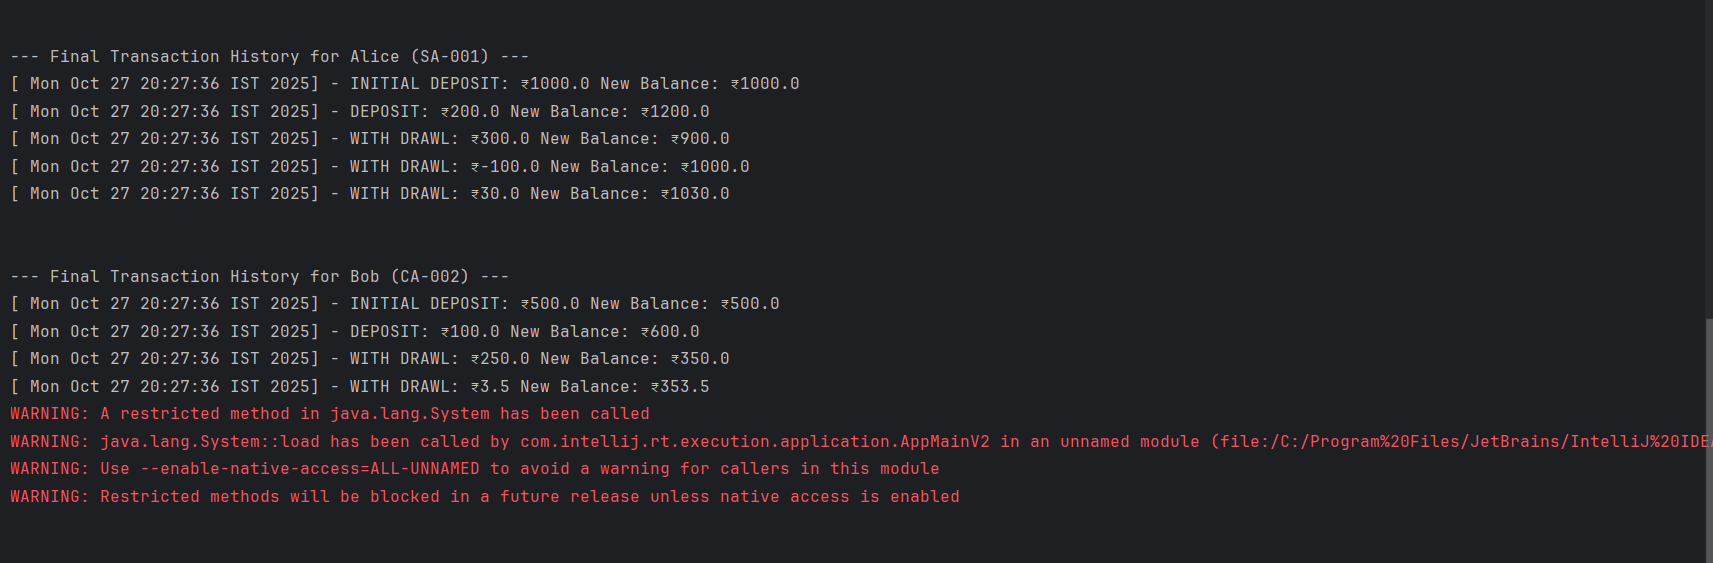 --- Final Transaction History for Alice (SA-001) ---
[ Mon Oct 27 20:27:36 IST 2025] - INITIAL DEPOSIT: ₹1000.0 New Balance: ₹1000.0
[ Mon Oct 27 20:27:36 IST 2025] - DEPOSIT: ₹200.0 New Balance: ₹1200.0
[ Mon Oct 27 20:27:36 IST 2025] - WITH DRAWL: ₹300.0 New Balance: ₹900.0
[ Mon Oct 27 20:27:36 IST 2025] - WITH DRAWL: ₹-100.0 New Balance: ₹1000.0
[ Mon Oct 27 20:27:36 IST 2025] - WITH DRAWL: ₹30.0 New Balance: ₹1030.0
--- Final Transaction History for Bob (CA-002) ---
[ Mon Oct 27 20:27:36 IST 2025] - INITIAL DEPOSIT: ₹500.0 New Balance: ₹500.0
[ Mon Oct 27 20:27:36 IST 2025] - DEPOSIT: ₹100.0 New Balance: ₹600.0
[ Mon Oct 27 20:27:36 IST 2025] - WITH DRAWL: ₹250.0 New Balance: ₹350.0
[ Mon Oct 27 20:27:36 IST 2025] - WITH DRAWL: ₹3.5 New Balance: ₹353.5
WARNING: A restricted method in java.lang.System has been called
WARNING: java.lang.System::load has been called by com.intellij.rt.execution.application.AppMainV2 in an unnamed module (file:/C:/Program%20Files/JetBrains/IntelliJ%20IDEA
WARNING: Use --enable-native-access=ALL-UNNAMED to avoid a warning for callers in this module
WARNING: Restricted methods will be blocked in a future release unless native access is enabled